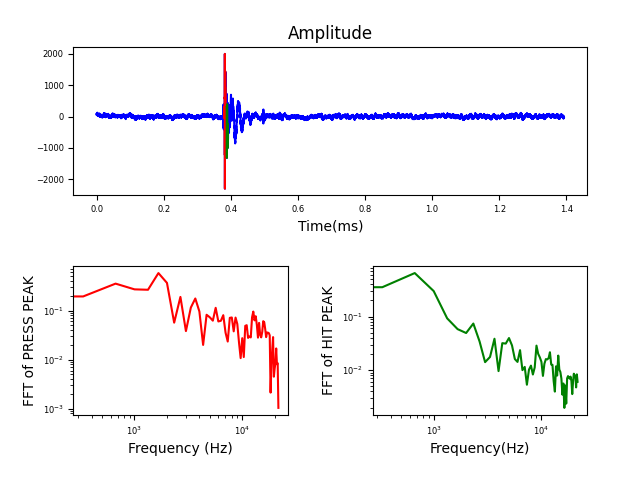 Amplitude
2000
1000
0
−1000
−2000
0.0 0.2 0.4 0.6 0.8 1.0 1.2 1.4
Time(ms)
FFT of PRESS PEAK
10⁻¹
10⁻²
10⁻³
10³ 10⁴
Frequency (Hz)
FFT of HIT PEAK
10⁻¹
10⁻²
10³ 10⁴
Frequency(Hz)